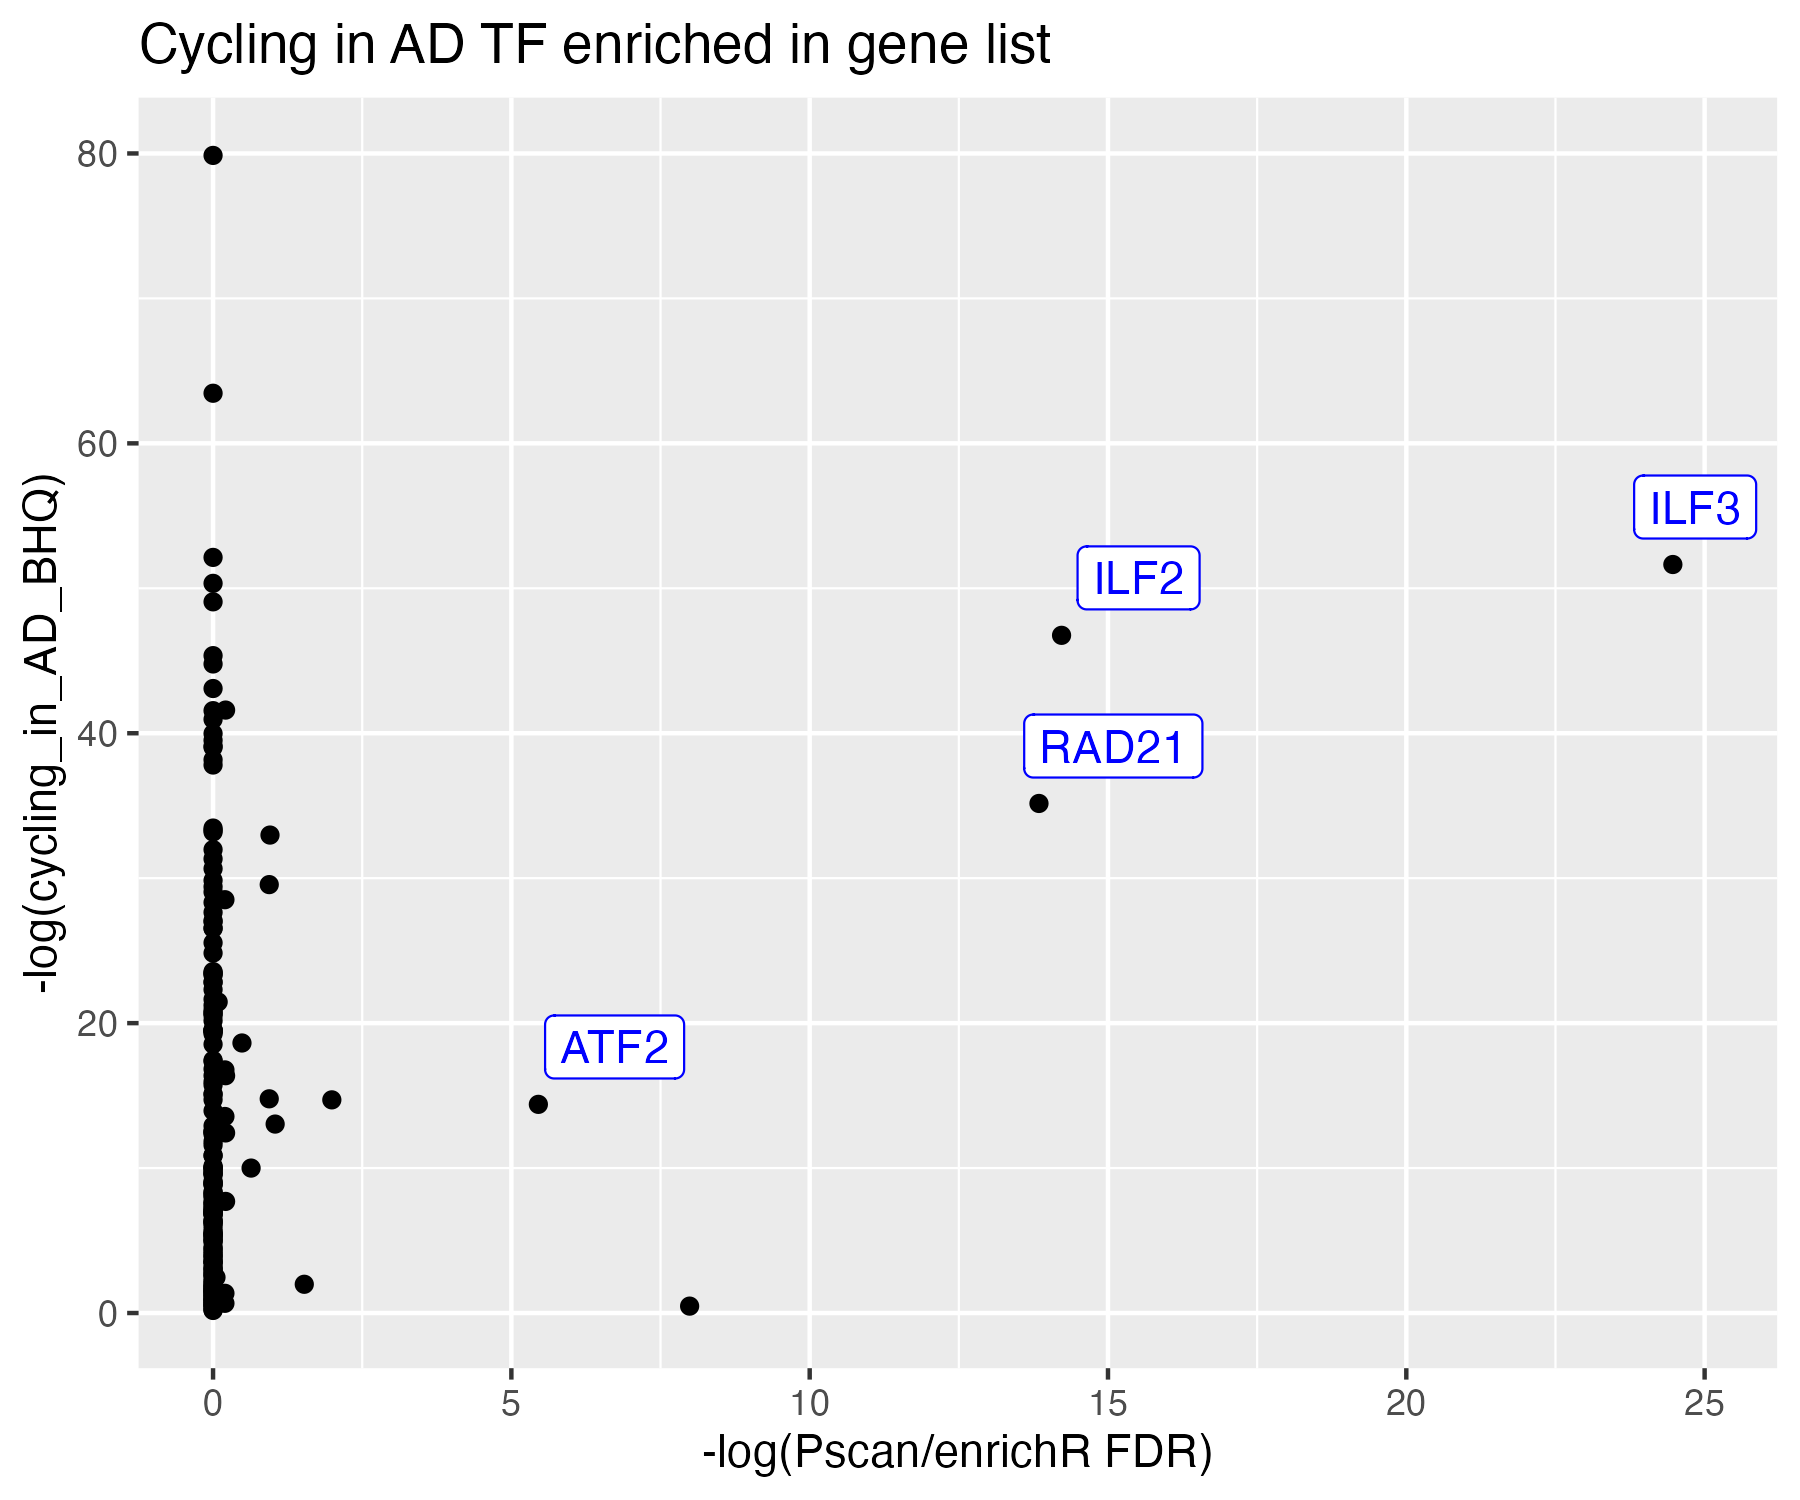 Cycling in AD TF enriched in gene list
80
60
40
20
0
-log(cycling_in_AD_BHQ)
ILF3
ILF2
RAD21
ATF2
0 5 10 15 20 25
-log(Pscan/enrichR FDR)